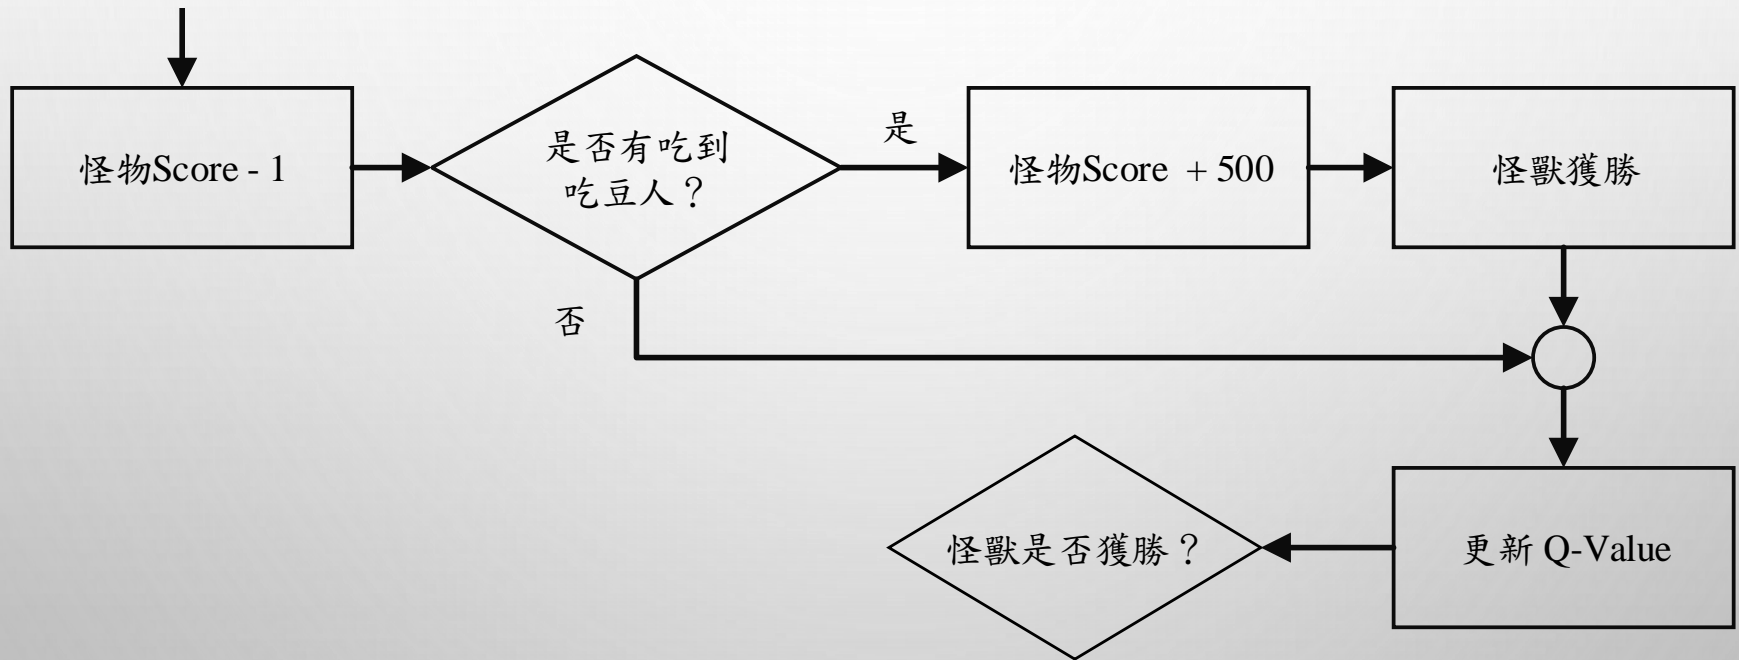 怪物Score - 1
是否有吃到
吃豆人？
是
怪物Score + 500
怪獸獲勝
否
怪獸是否獲勝？
更新 Q-Value